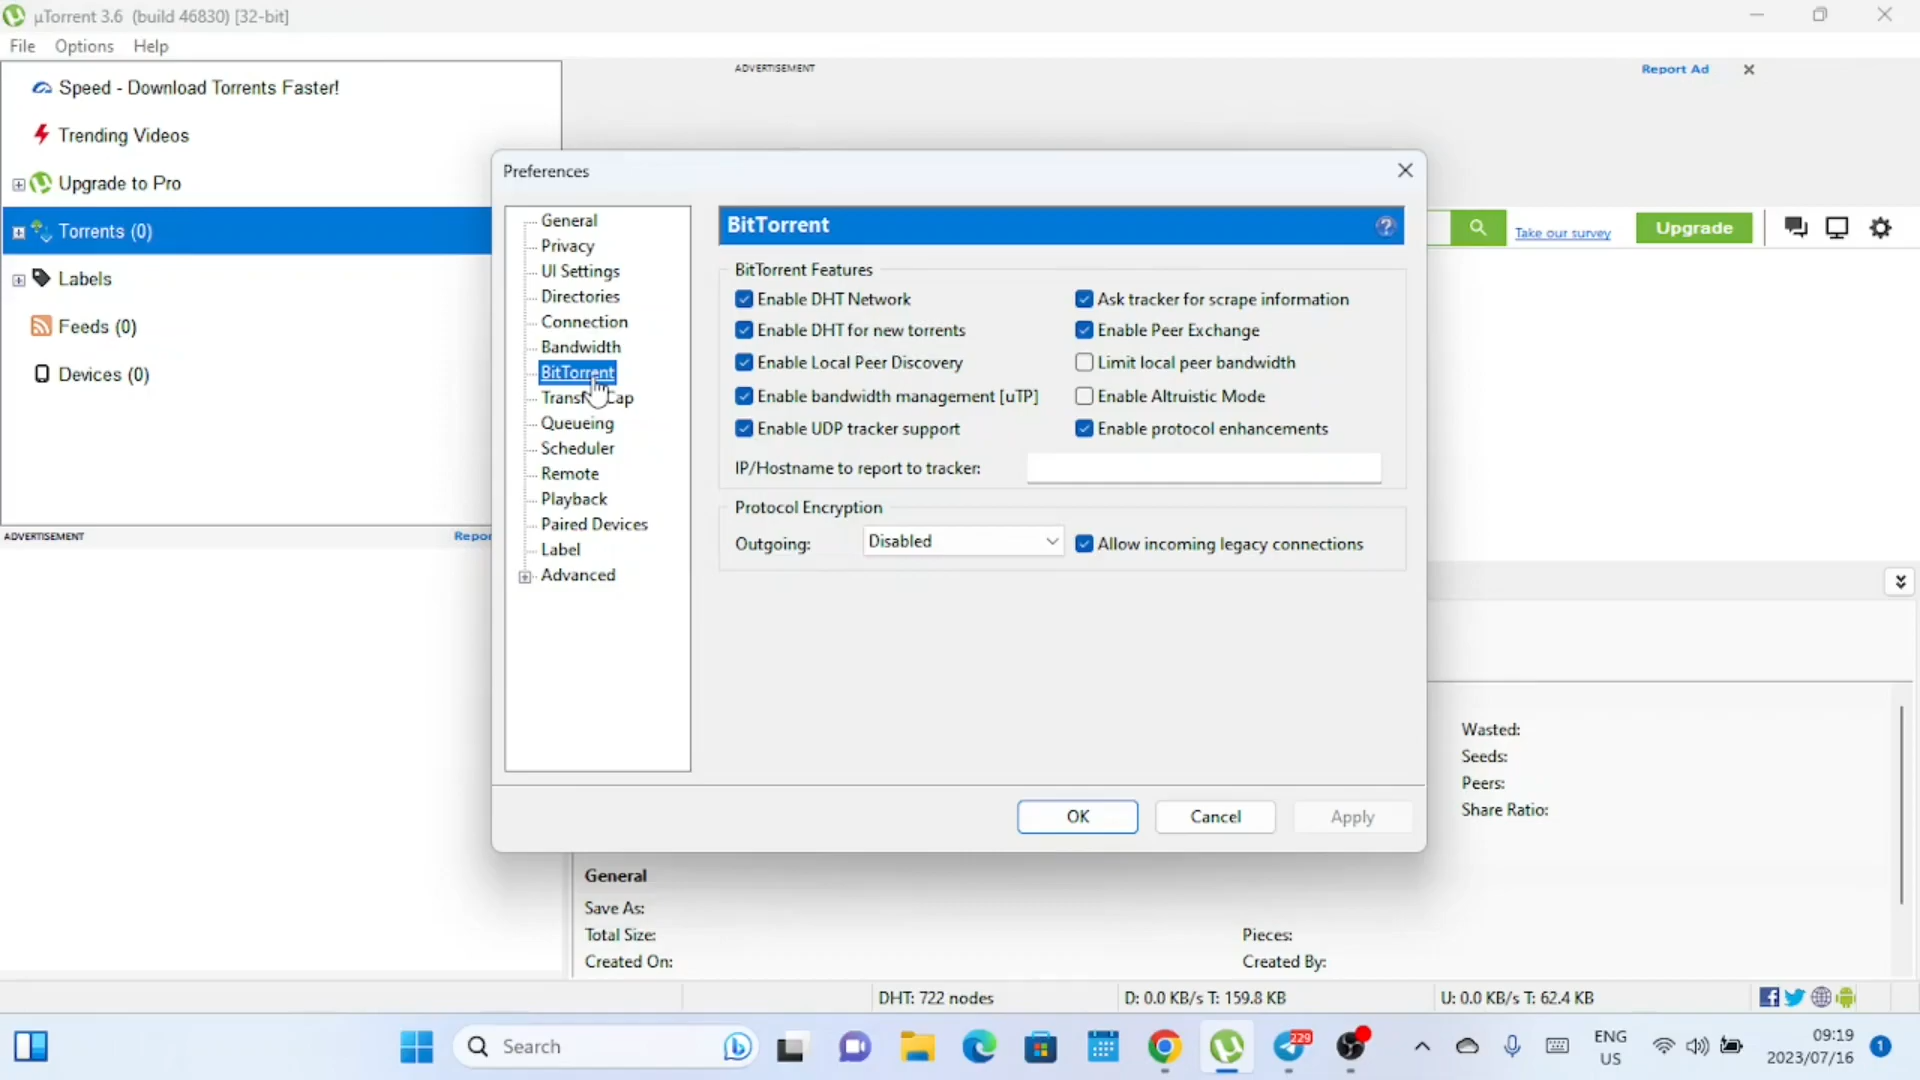 µTorrent 3.6 (build 46830) [32-bit]
File Options Help
Speed - Download Torrents Faster!
Trending Videos
Upgrade to Pro
Torrents (0)
Labels
Feeds (0)
Devices (0)
ADVERTISEMENT
Report Ad
Take our survey
Upgrade
ADVERTISEMENT
Repor
Preferences
General
Privacy
UI Settings
Directories
Connection
Bandwidth
BitTorrent
Queueing
Scheduler
Remote
Playback
Paired Devices
Label
Advanced
BitTorrent
?
BitTorrent Features
Enable DHT Network
Ask tracker for scrape information
Enable DHT for new torrents
Enable Peer Exchange
Enable Local Peer Discovery
Limit local peer bandwidth
Enable bandwidth management [uTP]
Enable Altruistic Mode
Enable UDP tracker support
Enable protocol enhancements
IP/Hostname to report to tracker:
Protocol Encryption
Outgoing: Disabled
Allow incoming legacy connections
OK Cancel Apply
Wasted:
Seeds:
Peers:
Share Ratio:
General
Save As:
Total Size:
Pieces:
Created On:
Created By:
DHT: 722 nodes
D: 0.0 KB/s T: 159.8 KB
U: 0.0 KB/s T: 62.4 KB
Search
229
ENG
US
09:19
2023/07/16
1